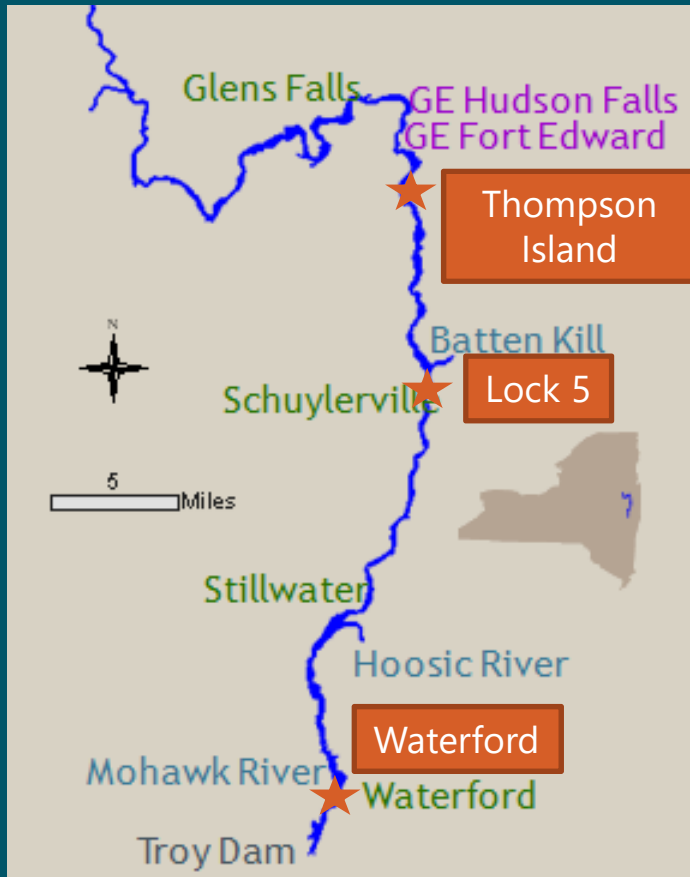 Glens Falls
GE Hudson Falls
GE Fort Edward
Thompson
Island
N
Batten Kill
Lock 5
Schuylerville
5
Miles
Stillwater
Hoosic River
Waterford
Mohawk River
Waterford
Troy Dam